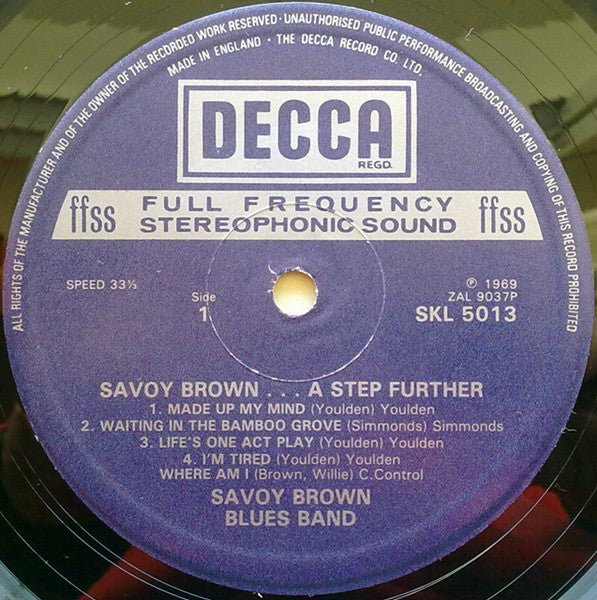 ALL RIGHTS OF THE MANUFACTURER AND OF THE OWNER OF THE RECORDED WORK RESERVED · UNAUTHORISED PUBLIC PERFORMANCE BROADCASTING AND COPYING OF THIS RECORD PROHIBITED
MADE IN ENGLAND · THE DECCA RECORD CO. LTD.
DECCA
REGD.
ffss FULL FREQUENCY ffss
STEREOPHONIC SOUND
SPEED 33⅓
Side
1
℗ 1969
ZAL 9037P
SKL 5013
SAVOY BROWN . . . A STEP FURTHER
1. MADE UP MY MIND (Youlden) Youlden
2. WAITING IN THE BAMBOO GROVE (Simmonds) Simmonds
3. LIFE'S ONE ACT PLAY (Youlden) Youlden
4. I'M TIRED (Youlden) Youlden
WHERE AM I (Brown, Willie) C.Control
SAVOY BROWN
BLUES BAND